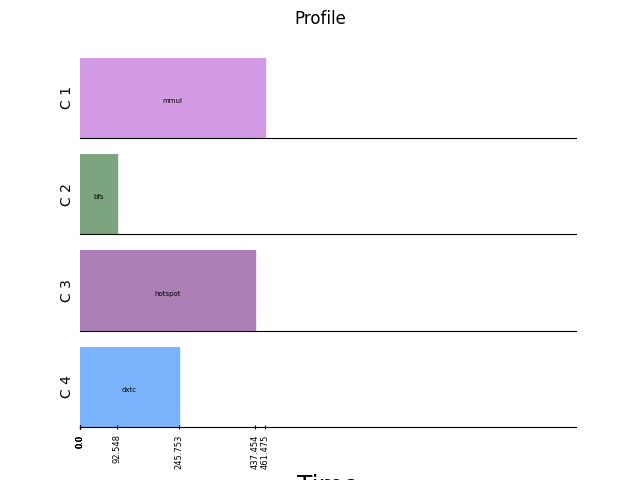 Profile
C 1
mmul
C 2
bfs
C 3
hotspot
C 4
dxtc
0.0
92.548
245.753
437.454
461.475
Time